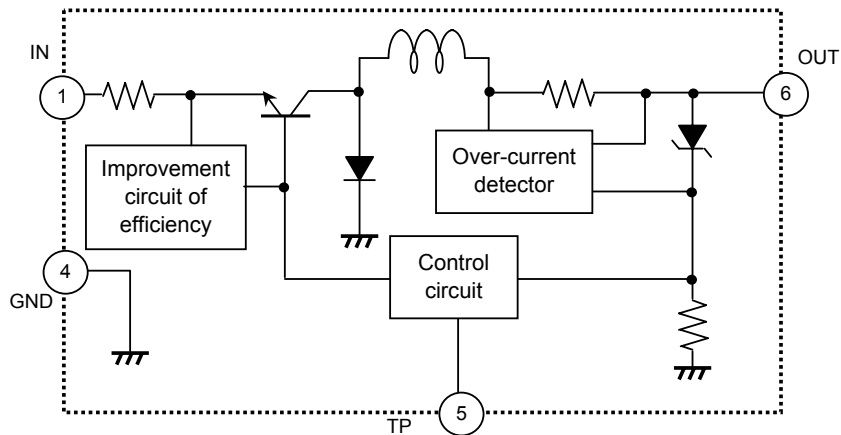 IN
1
Improvement
circuit of
efficiency
Over-current
detector
OUT
6
4
GND
Control
circuit
TP
5